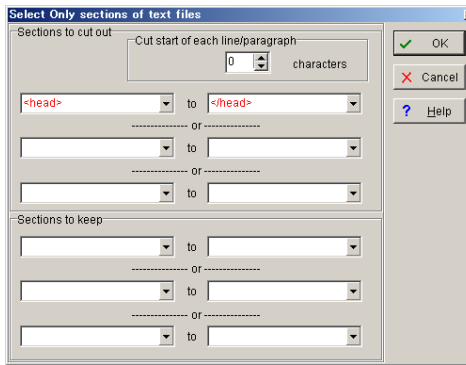 Select Only sections of text files
Sections to cut out
Cut start of each line/paragraph
0 characters
<head> to </head>
--------------- or ---------------
to
--------------- or ---------------
to
Sections to keep
to
--------------- or ---------------
to
--------------- or ---------------
to
OK
Cancel
? Help